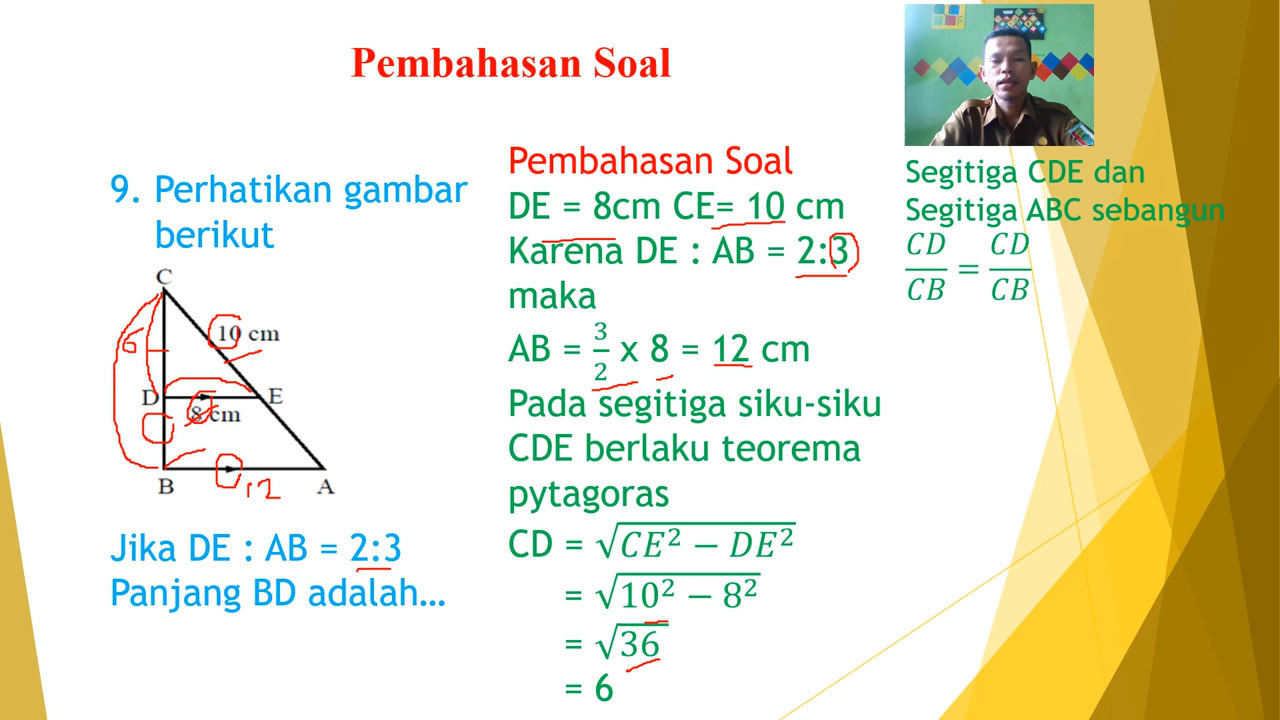 Pembahasan Soal
9. Perhatikan gambar
berikut
C
6
10 cm
D
E
8 cm
B
12
A
Jika DE : AB = 2:3
Panjang BD adalah...
Pembahasan Soal
DE = 8cm CE= 10 cm
Karena DE : AB = 2:3
maka
AB = 3/2 x 8 = 12 cm
Pada segitiga siku-siku
CDE berlaku teorema
pytagoras
CD = √CE² − DE²
= √10² − 8²
= √36
= 6
Segitiga CDE dan
Segitiga ABC sebangun
CD/CB = CD/CB